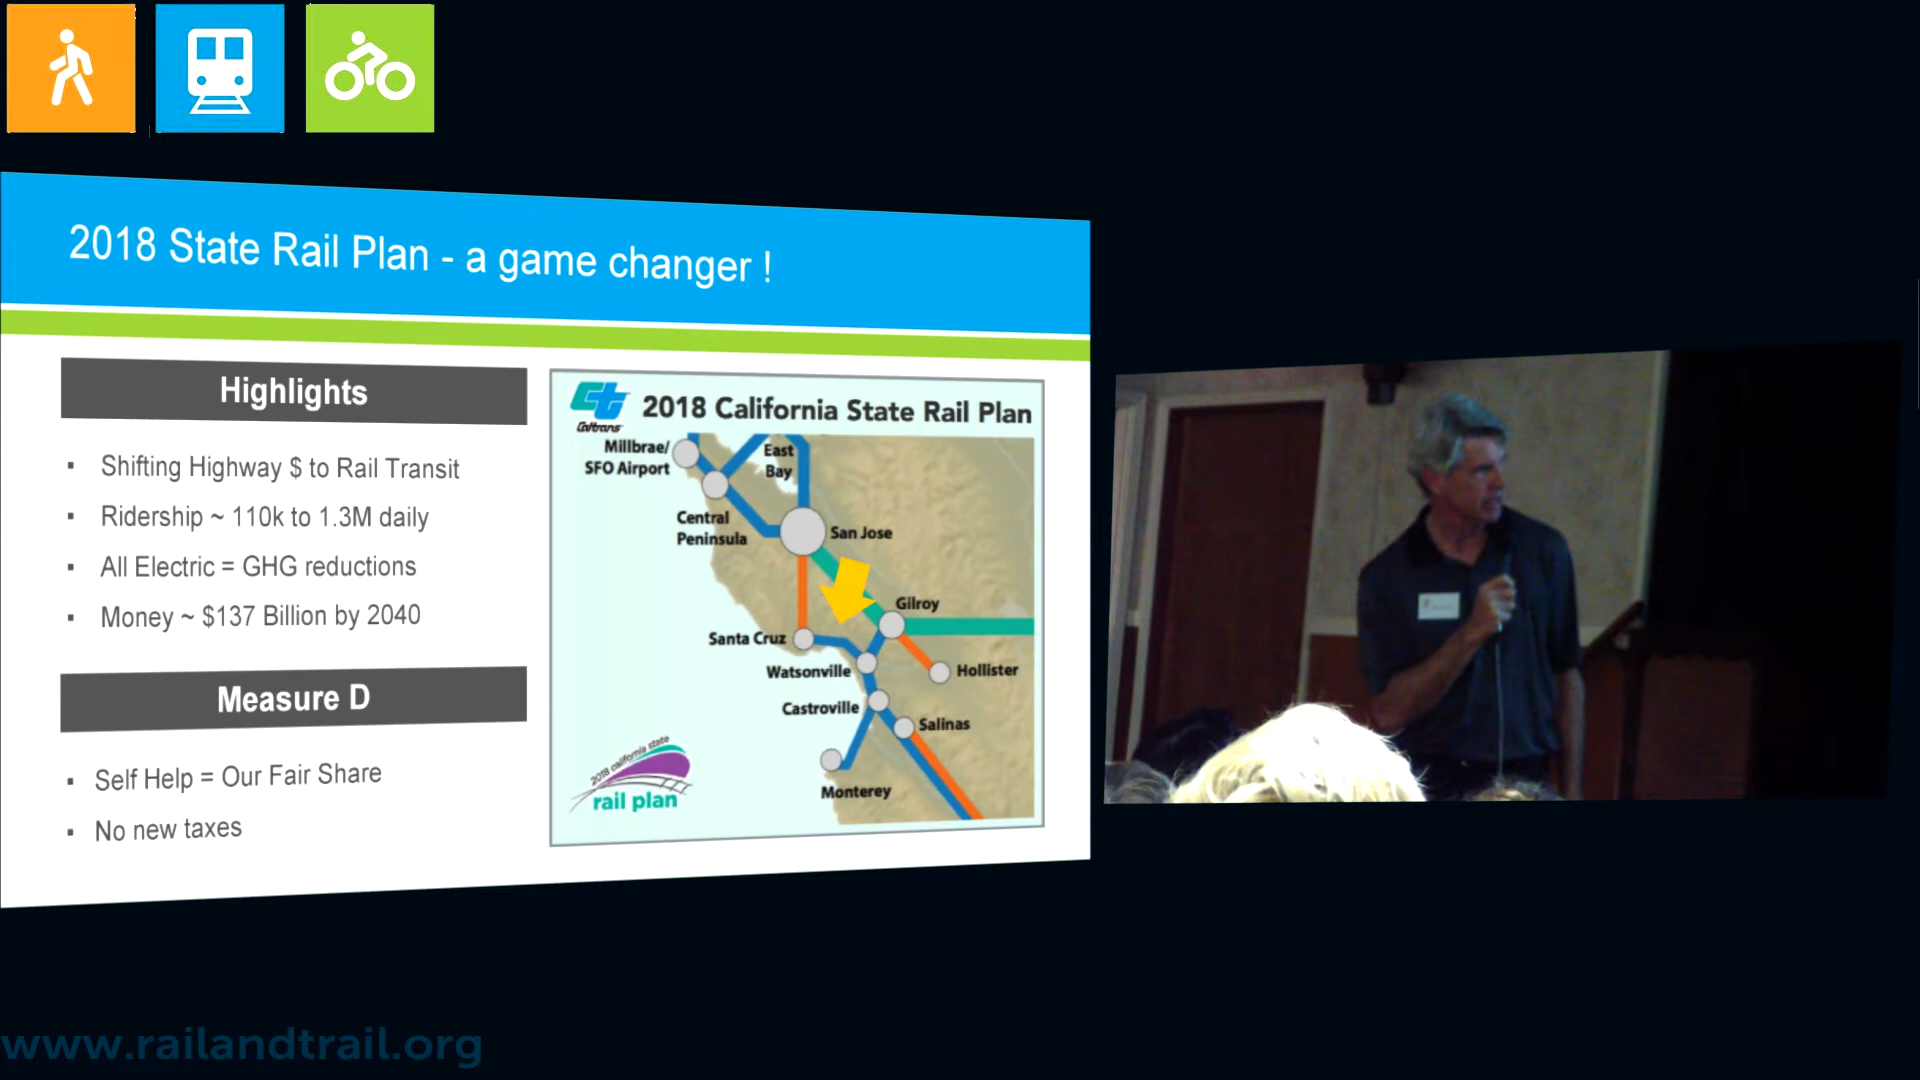 2018 State Rail Plan - a game changer !
Highlights
▪ Shifting Highway $ to Rail Transit
▪ Ridership ~ 110k to 1.3M daily
▪ All Electric = GHG reductions
▪ Money ~ $137 Billion by 2040
Measure D
▪ Self Help = Our Fair Share
▪ No new taxes
Caltrans
2018 California State Rail Plan
Millbrae/
SFO Airport
East
Bay
Central
Peninsula
San Jose
Gilroy
Santa Cruz
Watsonville
Hollister
Castroville
Salinas
Monterey
2018 california state
rail plan
www.railandtrail.org